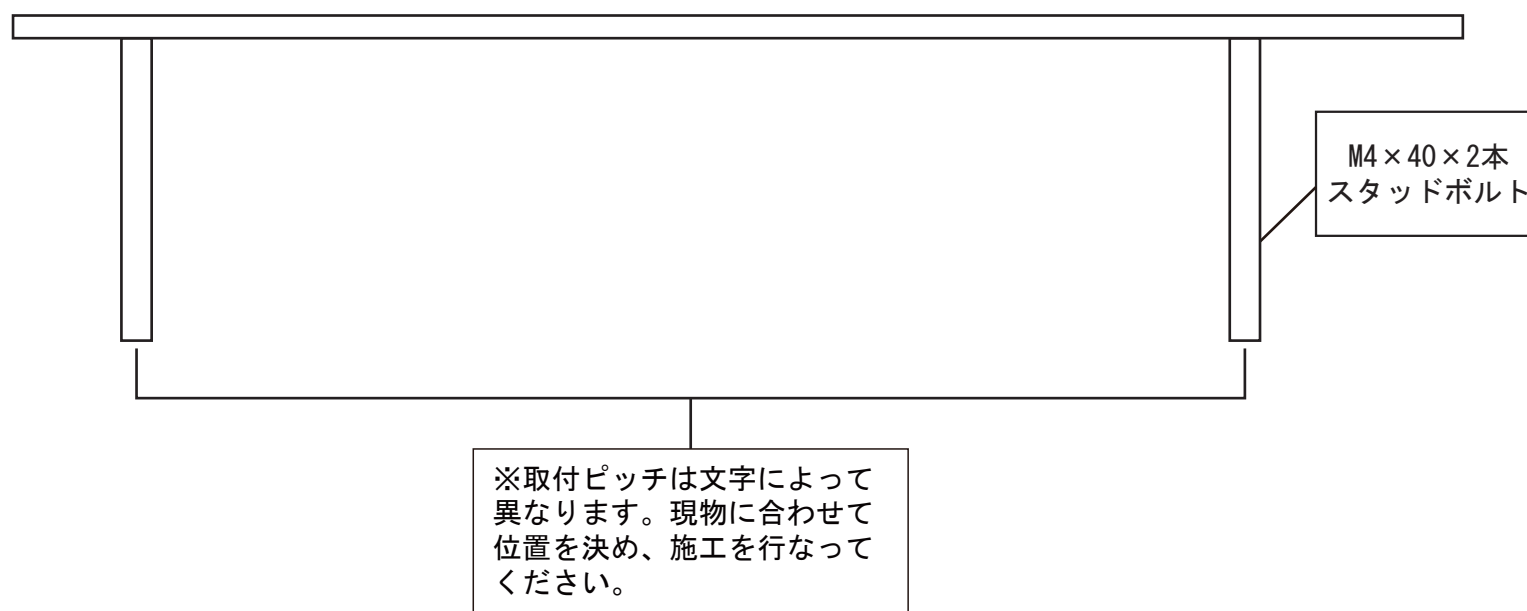 M4×40×2本
スタッドボルト
※取付ピッチは文字によって
異なります。現物に合わせて
位置を決め、施工を行なって
ください。